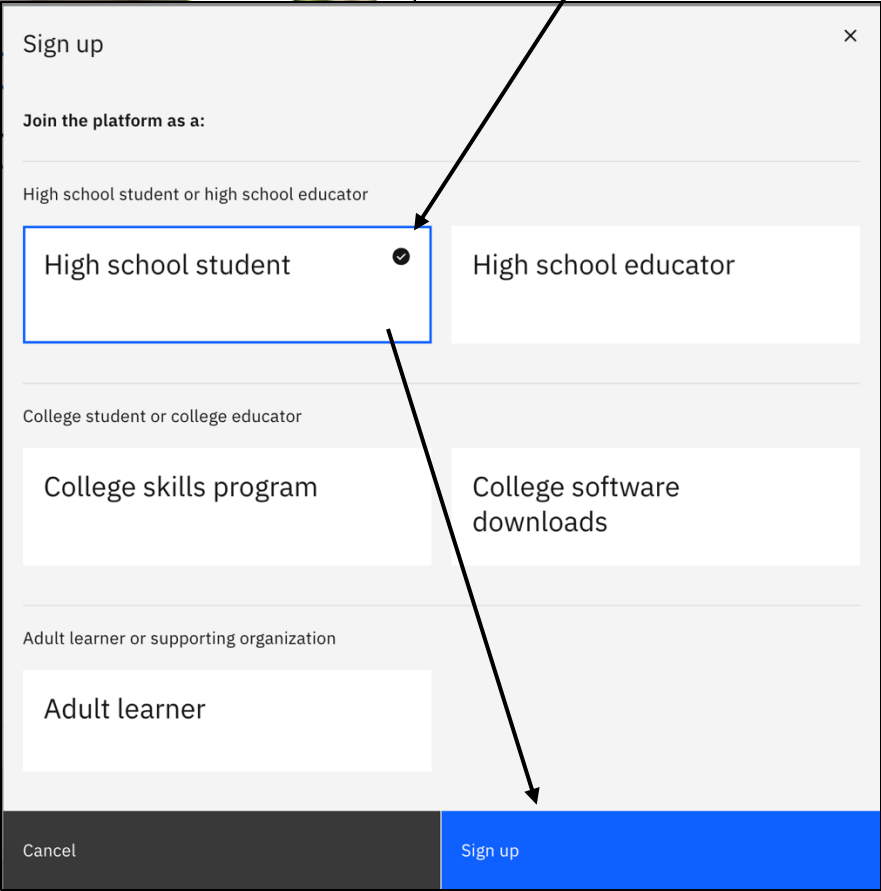 Sign up
Join the platform as a:
High school student or high school educator
High school student
High school educator
College student or college educator
College skills program
College software
downloads
Adult learner or supporting organization
Adult learner
Cancel
Sign up